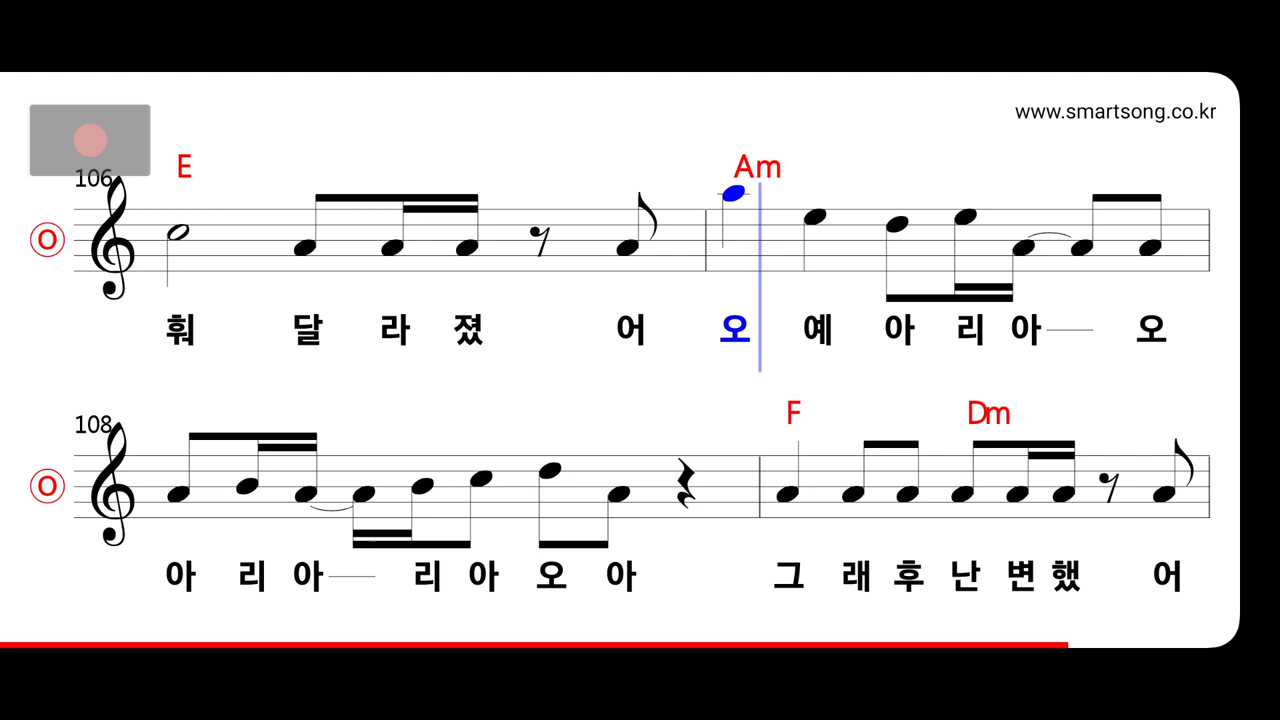 www.smartsong.co.kr
106 E Am
O
훠 달 라 졌 어 오 예 아 리 아 오
108 F Dm
O
아 리 아 리 아 오 아 그 래 후 난 변 했 어